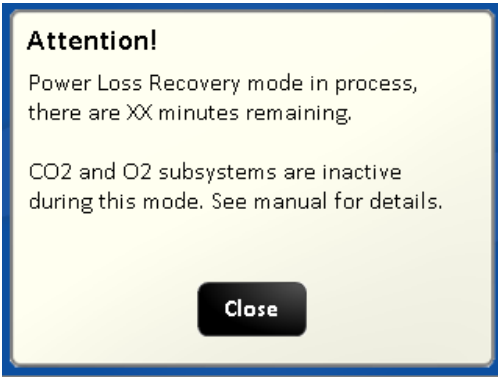 Attention!
Power Loss Recovery mode in process,
there are XX minutes remaining.
CO2 and O2 subsystems are inactive
during this mode. See manual for details.
Close